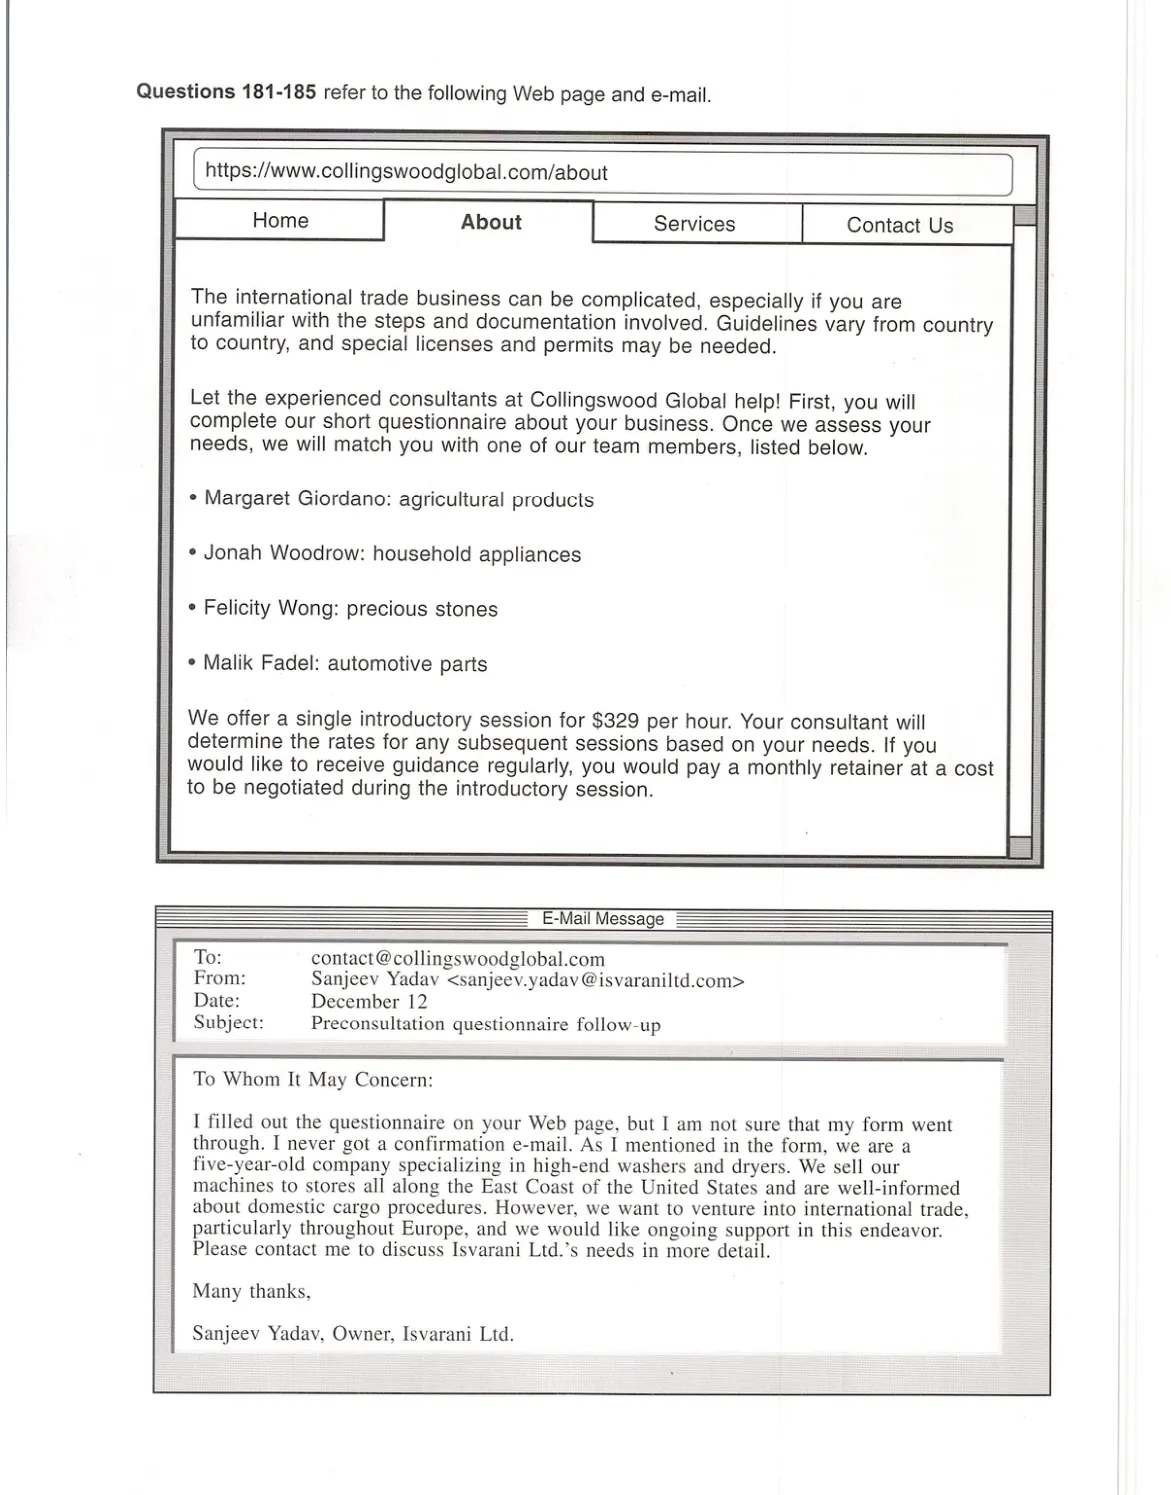 Questions 181-185 refer to the following Web page and e-mail.
https://www.collingswoodglobal.com/about
Home About Services Contact Us
The international trade business can be complicated, especially if you are
unfamiliar with the steps and documentation involved. Guidelines vary from country
to country, and special licenses and permits may be needed.
Let the experienced consultants at Collingswood Global help! First, you will
complete our short questionnaire about your business. Once we assess your
needs, we will match you with one of our team members, listed below.
• Margaret Giordano: agricultural products
• Jonah Woodrow: household appliances
• Felicity Wong: precious stones
• Malik Fadel: automotive parts
We offer a single introductory session for $329 per hour. Your consultant will
determine the rates for any subsequent sessions based on your needs. If you
would like to receive guidance regularly, you would pay a monthly retainer at a cost
to be negotiated during the introductory session.
E-Mail Message
To: contact@collingswoodglobal.com
From: Sanjeev Yadav <sanjeev.yadav@isvaraniltd.com>
Date: December 12
Subject: Preconsultation questionnaire follow-up
To Whom It May Concern:
I filled out the questionnaire on your Web page, but I am not sure that my form went
through. I never got a confirmation e-mail. As I mentioned in the form, we are a
five-year-old company specializing in high-end washers and dryers. We sell our
machines to stores all along the East Coast of the United States and are well-informed
about domestic cargo procedures. However, we want to venture into international trade,
particularly throughout Europe, and we would like ongoing support in this endeavor.
Please contact me to discuss Isvarani Ltd.'s needs in more detail.
Many thanks,
Sanjeev Yadav, Owner, Isvarani Ltd.